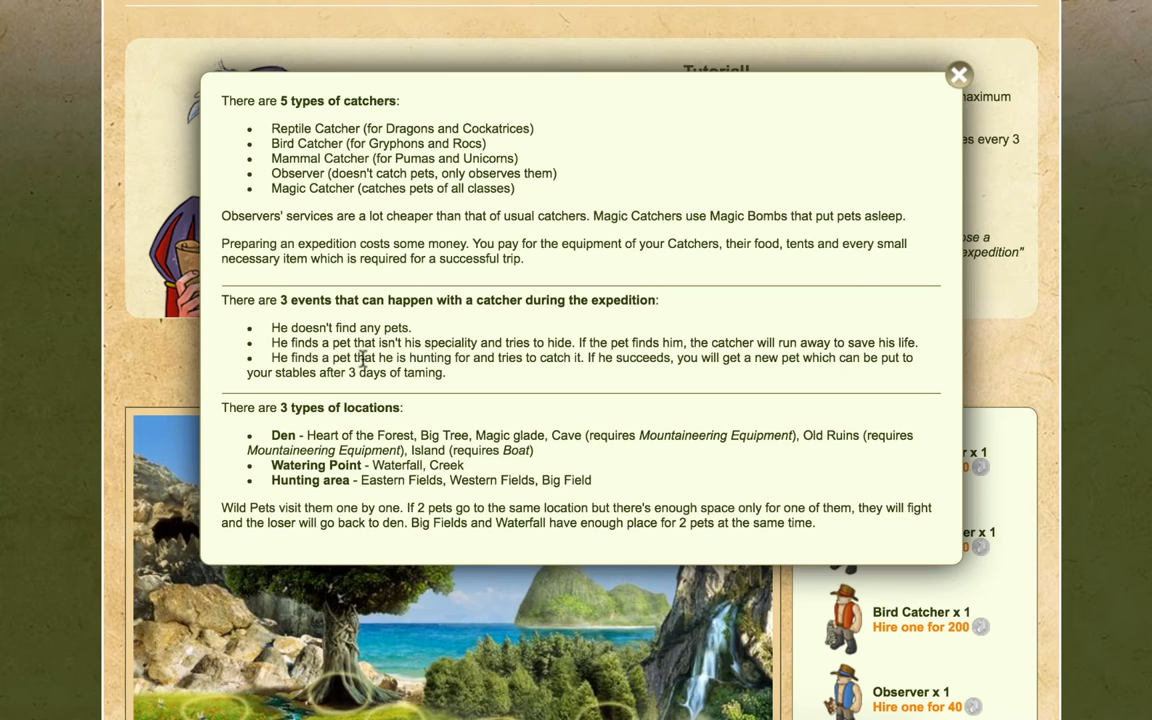 Tutorial!
There are 5 types of catchers:
aximum
Reptile Catcher (for Dragons and Cockatrices)
es every 3
Bird Catcher (for Gryphons and Rocs)
Mammal Catcher (for Pumas and Unicorns)
Observer (doesn't catch pets, only observes them)
Magic Catcher (catches pets of all classes)
Observers' services are a lot cheaper than that of usual catchers. Magic Catchers use Magic Bombs that put pets asleep.
ose a
Preparing an expedition costs some money. You pay for the equipment of your Catchers, their food, tents and every small
expedition"
necessary item which is required for a successful trip.
There are 3 events that can happen with a catcher during the expedition:
He doesn't find any pets.
He finds a pet that isn't his speciality and tries to hide. If the pet finds him, the catcher will run away to save his life.
He finds a pet that he is hunting for and tries to catch it. If he succeeds, you will get a new pet which can be put to
your stables after 3 days of taming.
There are 3 types of locations:
Den - Heart of the Forest, Big Tree, Magic glade, Cave (requires Mountaineering Equipment), Old Ruins (requires
Mountaineering Equipment), Island (requires Boat)
Watering Point - Waterfall, Creek
Hunting area - Eastern Fields, Western Fields, Big Field
Wild Pets visit them one by one. If 2 pets go to the same location but there's enough space only for one of them, they will fight
and the loser will go back to den. Big Fields and Waterfall have enough place for 2 pets at the same time.
r x 1
0
er x 1
0
Bird Catcher x 1
Hire one for 200
Observer x 1
Hire one for 40